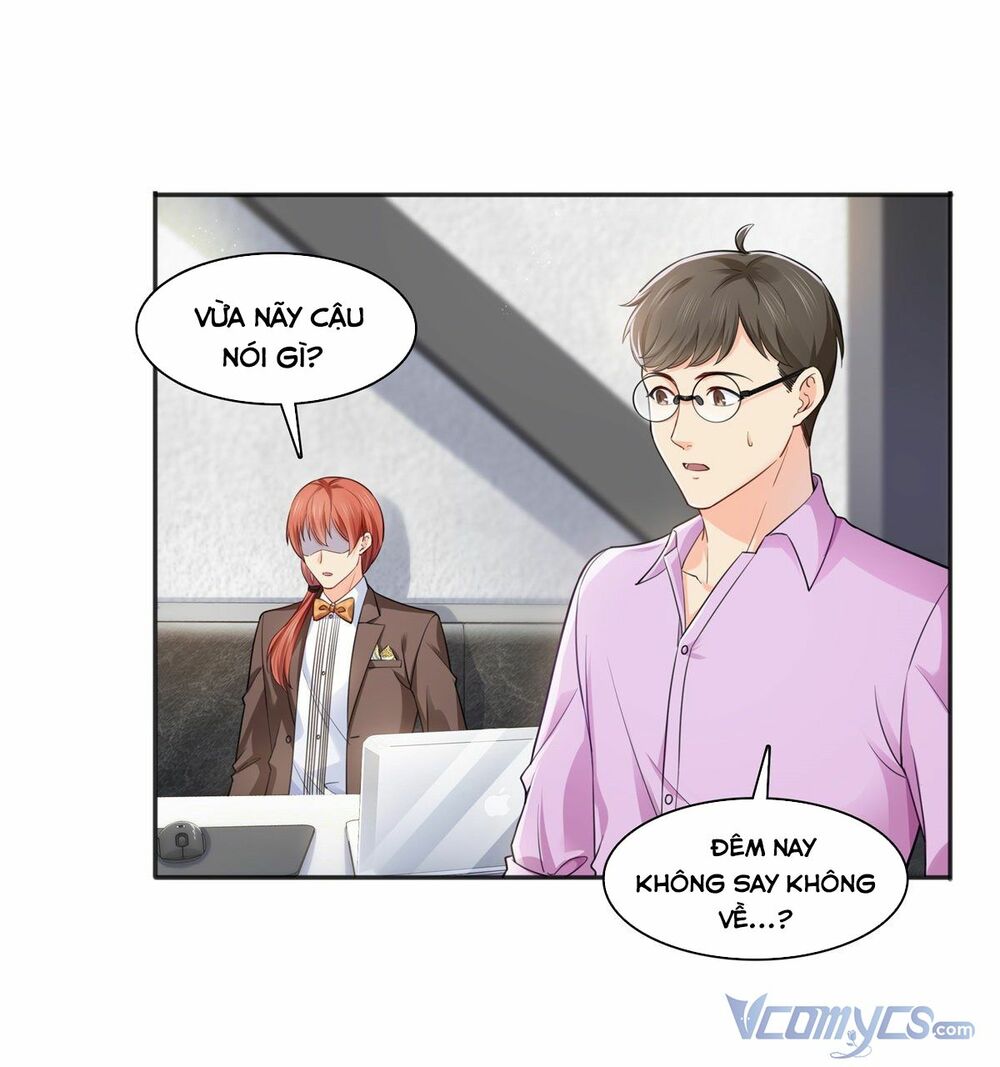 VỪA NÃY CẬU
NÓI GÌ?
ĐÊM NAY
KHÔNG SAY KHÔNG
VỀ...?
VCOMYCS.com